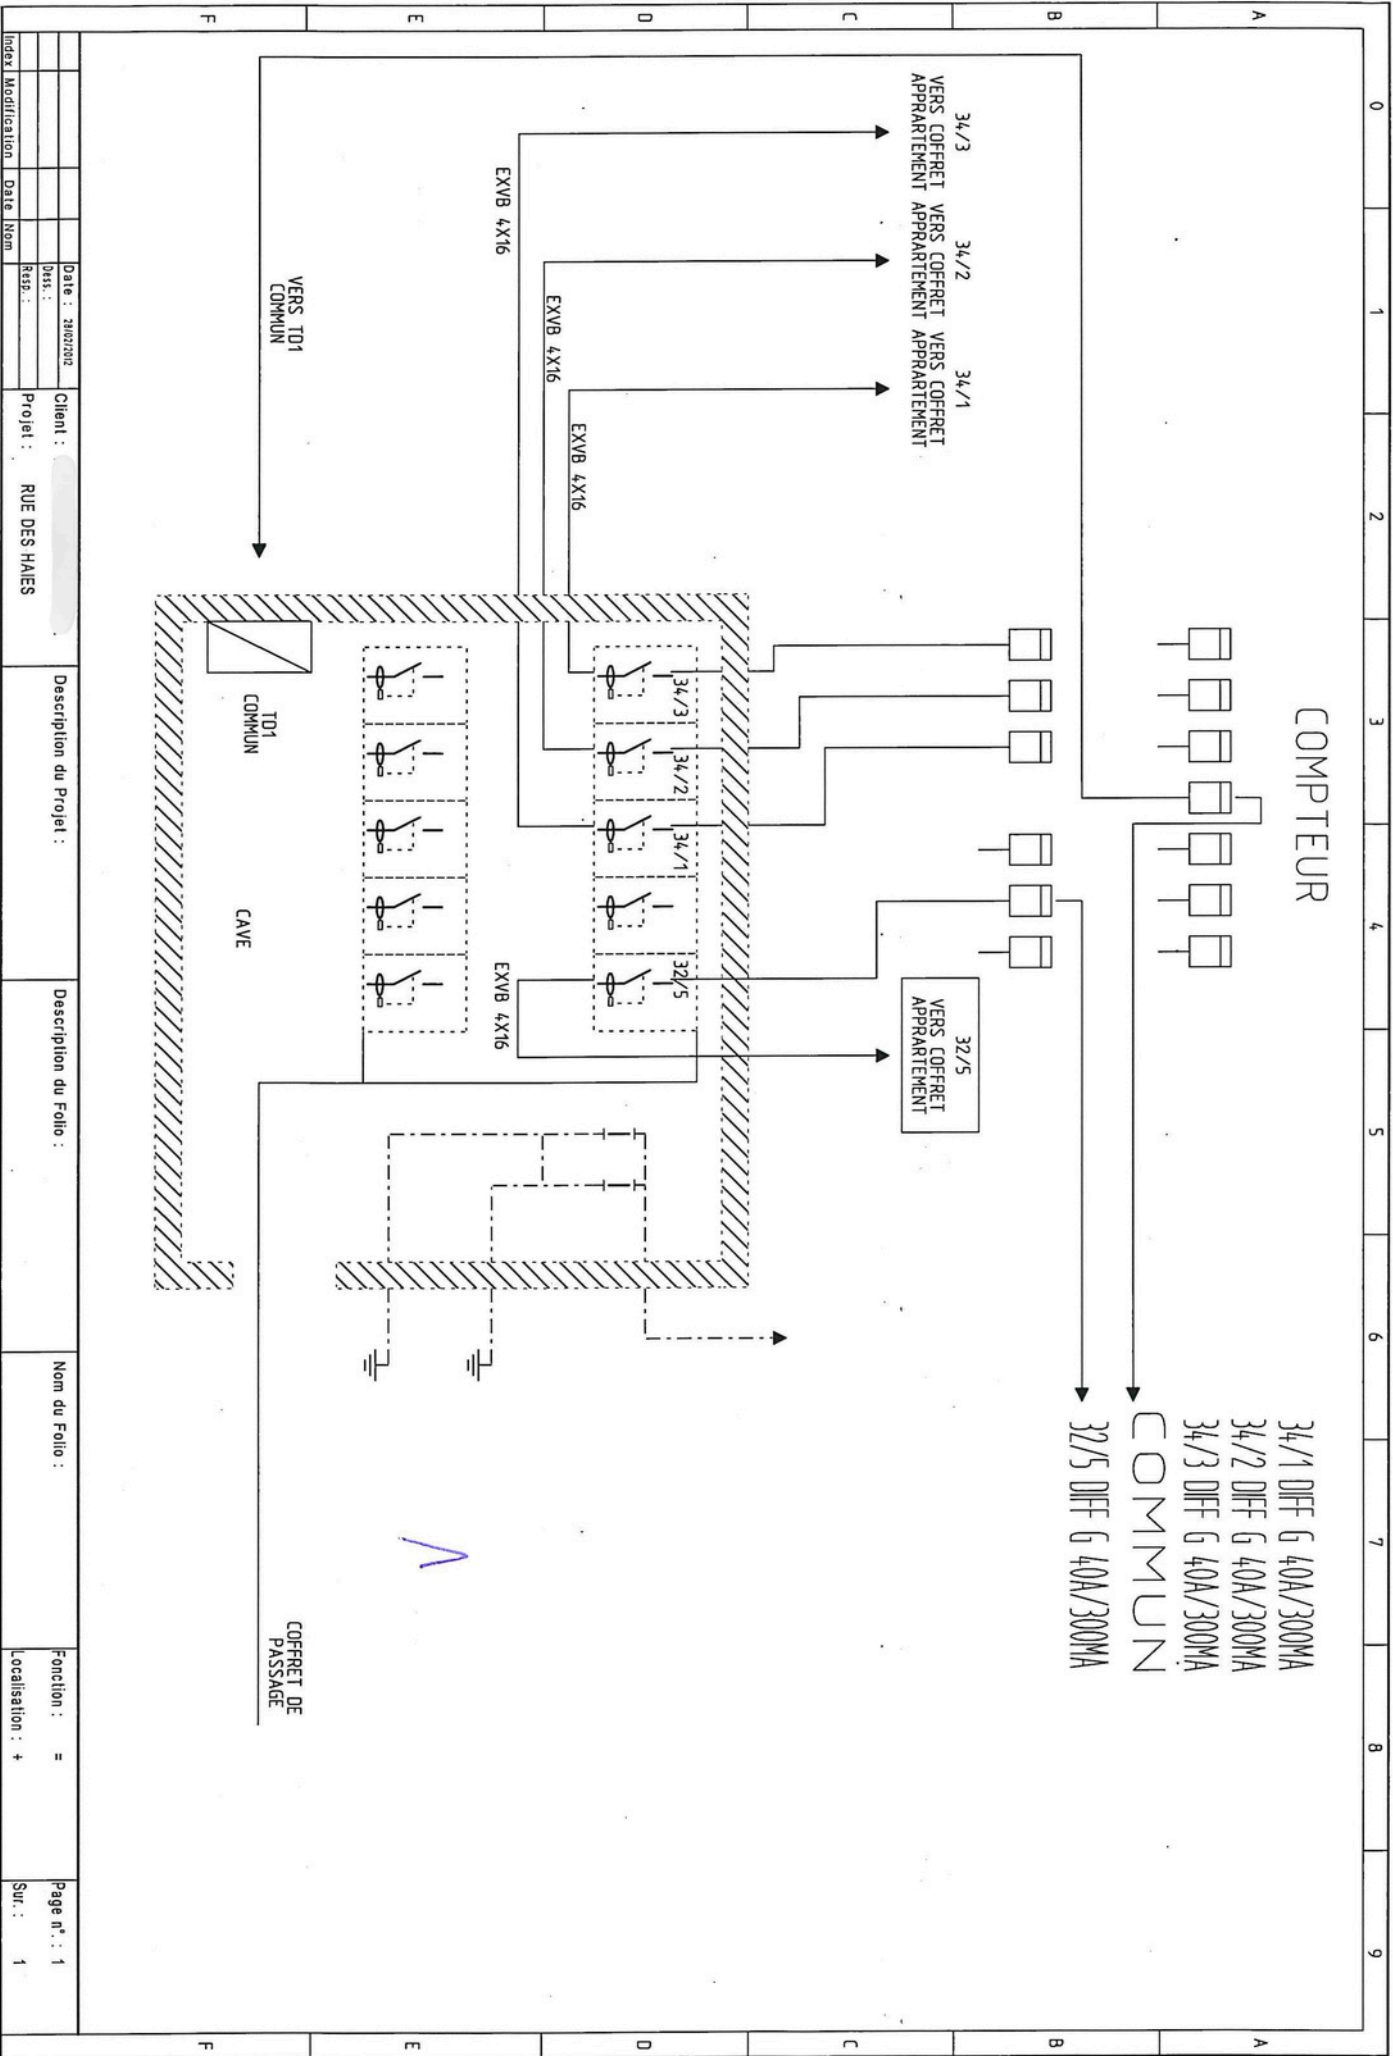 0 1 2 3 4 5 6 7 8 9
A
B
C
D
E
F
A
B
C
D
E
F
COMPTEUR
34/1 DIFF G 40A/300MA
34/2 DIFF G 40A/300MA
34/3 DIFF G 40A/300MA
COMMUN
32/5 DIFF G 40A/300MA
34/3 34/2 34/1
VERS COFFRET VERS COFFRET VERS COFFRET
APPRARTEMENT APPRARTEMENT APPRARTEMENT
32/5
VERS COFFRET
APPRARTEMENT
34/3 34/2 34/1 32/5
EXVB 4X16
EXVB 4X16
EXVB 4X16
EXVB 4X16
VERS TD1
COMMUN
TD1
COMMUN
CAVE
COFFRET DE
PASSAGE
Index Modification Date Nom
Date : 28/02/2012
Dess. :
Resp. :
Client :
Projet : RUE DES HAIES
Description du Projet :
Description du Folio :
Nom du Folio :
Fonction : =
Localisation : +
Page n°. : 1
Sur. : 1